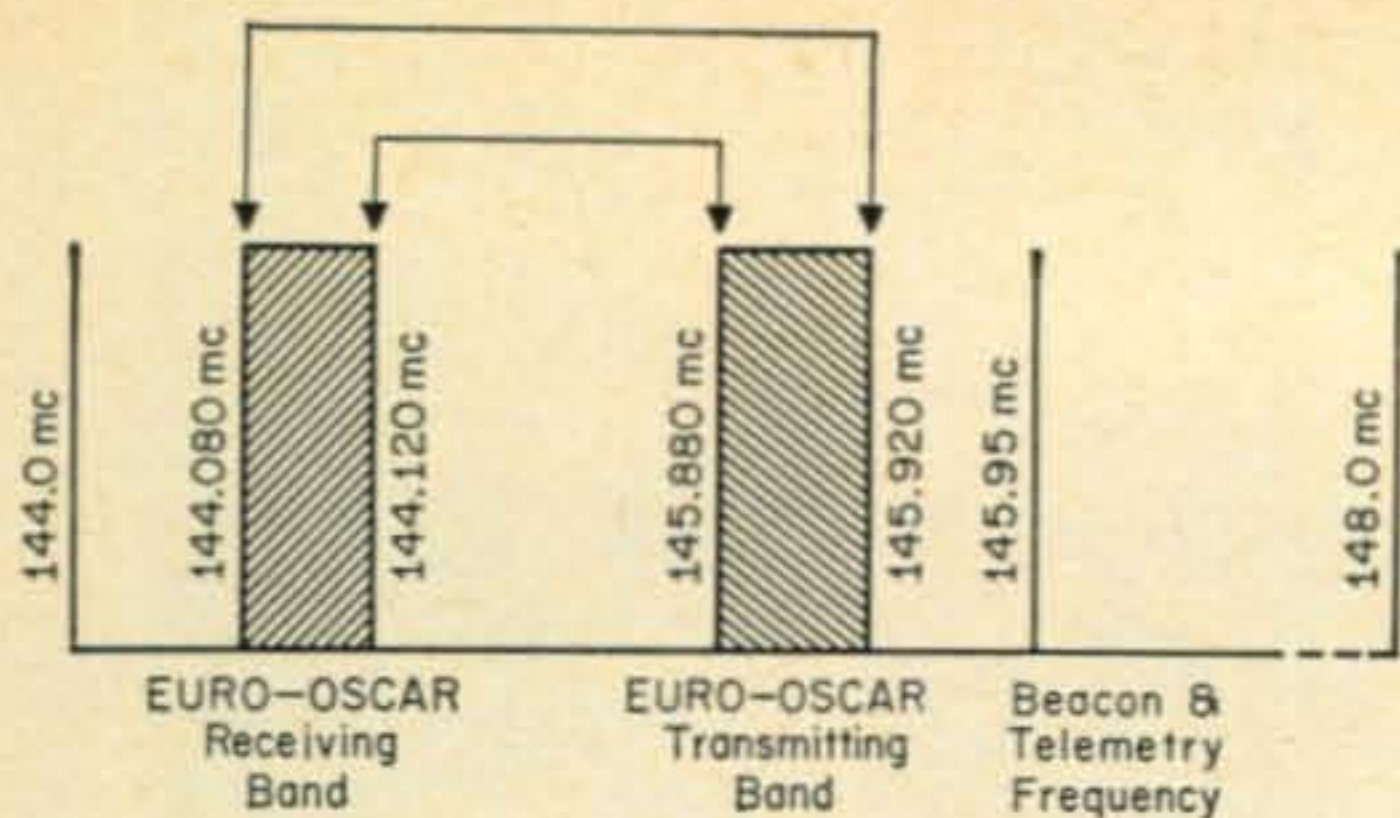 144.0 mc
144.080 mc
144.120 mc
145.880 mc
145.920 mc
145.95 mc
148.0 mc
EURO-OSCAR
Receiving
Band
EURO-OSCAR
Transmitting
Band
Beacon &
Telemetry
Frequency